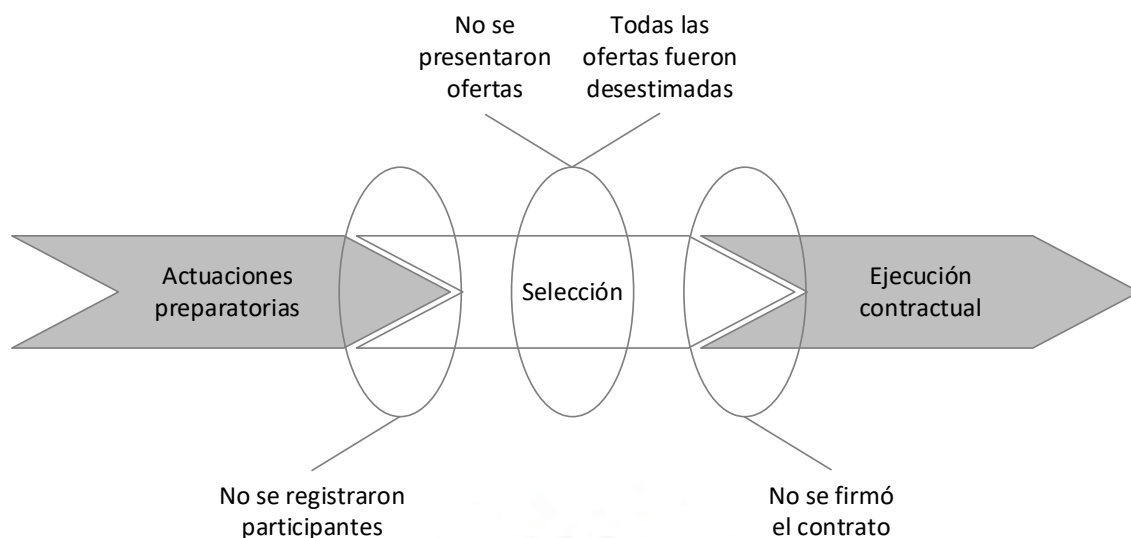 No se
presentaron
ofertas
Todas las
ofertas fueron
desestimadas
Actuaciones
preparatorias
Selección
Ejecución
contractual
No se registraron
participantes
No se firmó
el contrato